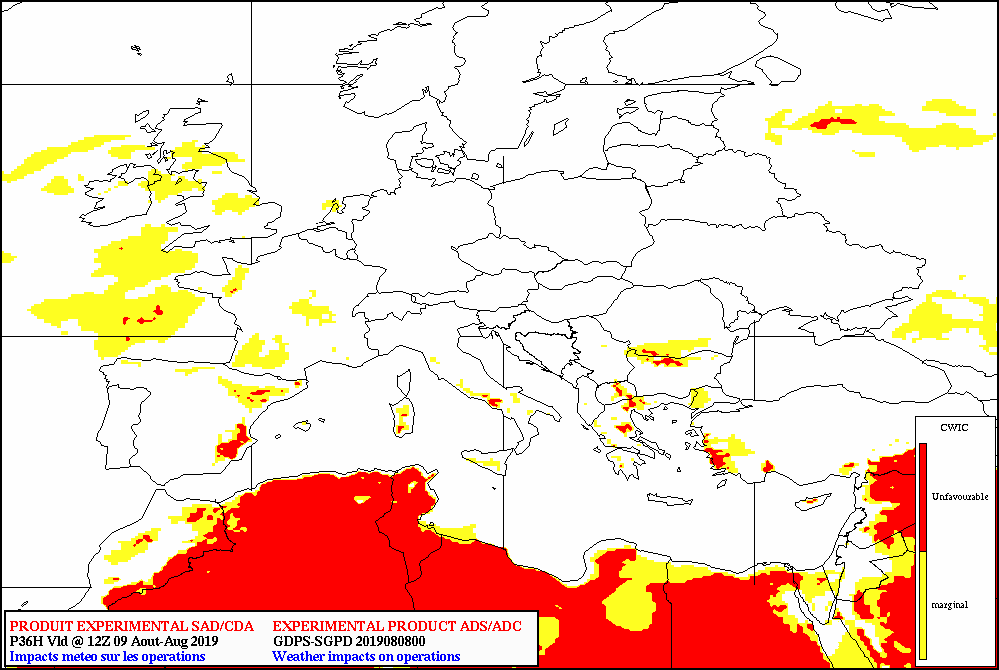 CWIC
Unfavourable
marginal
PRODUIT EXPERIMENTAL SAD/CDA EXPERIMENTAL PRODUCT ADS/ADC
P36H Vld @ 12Z 09 Aout-Aug 2019 GDPS-SGPD 2019080800
Impacts meteo sur les operations Weather impacts on operations